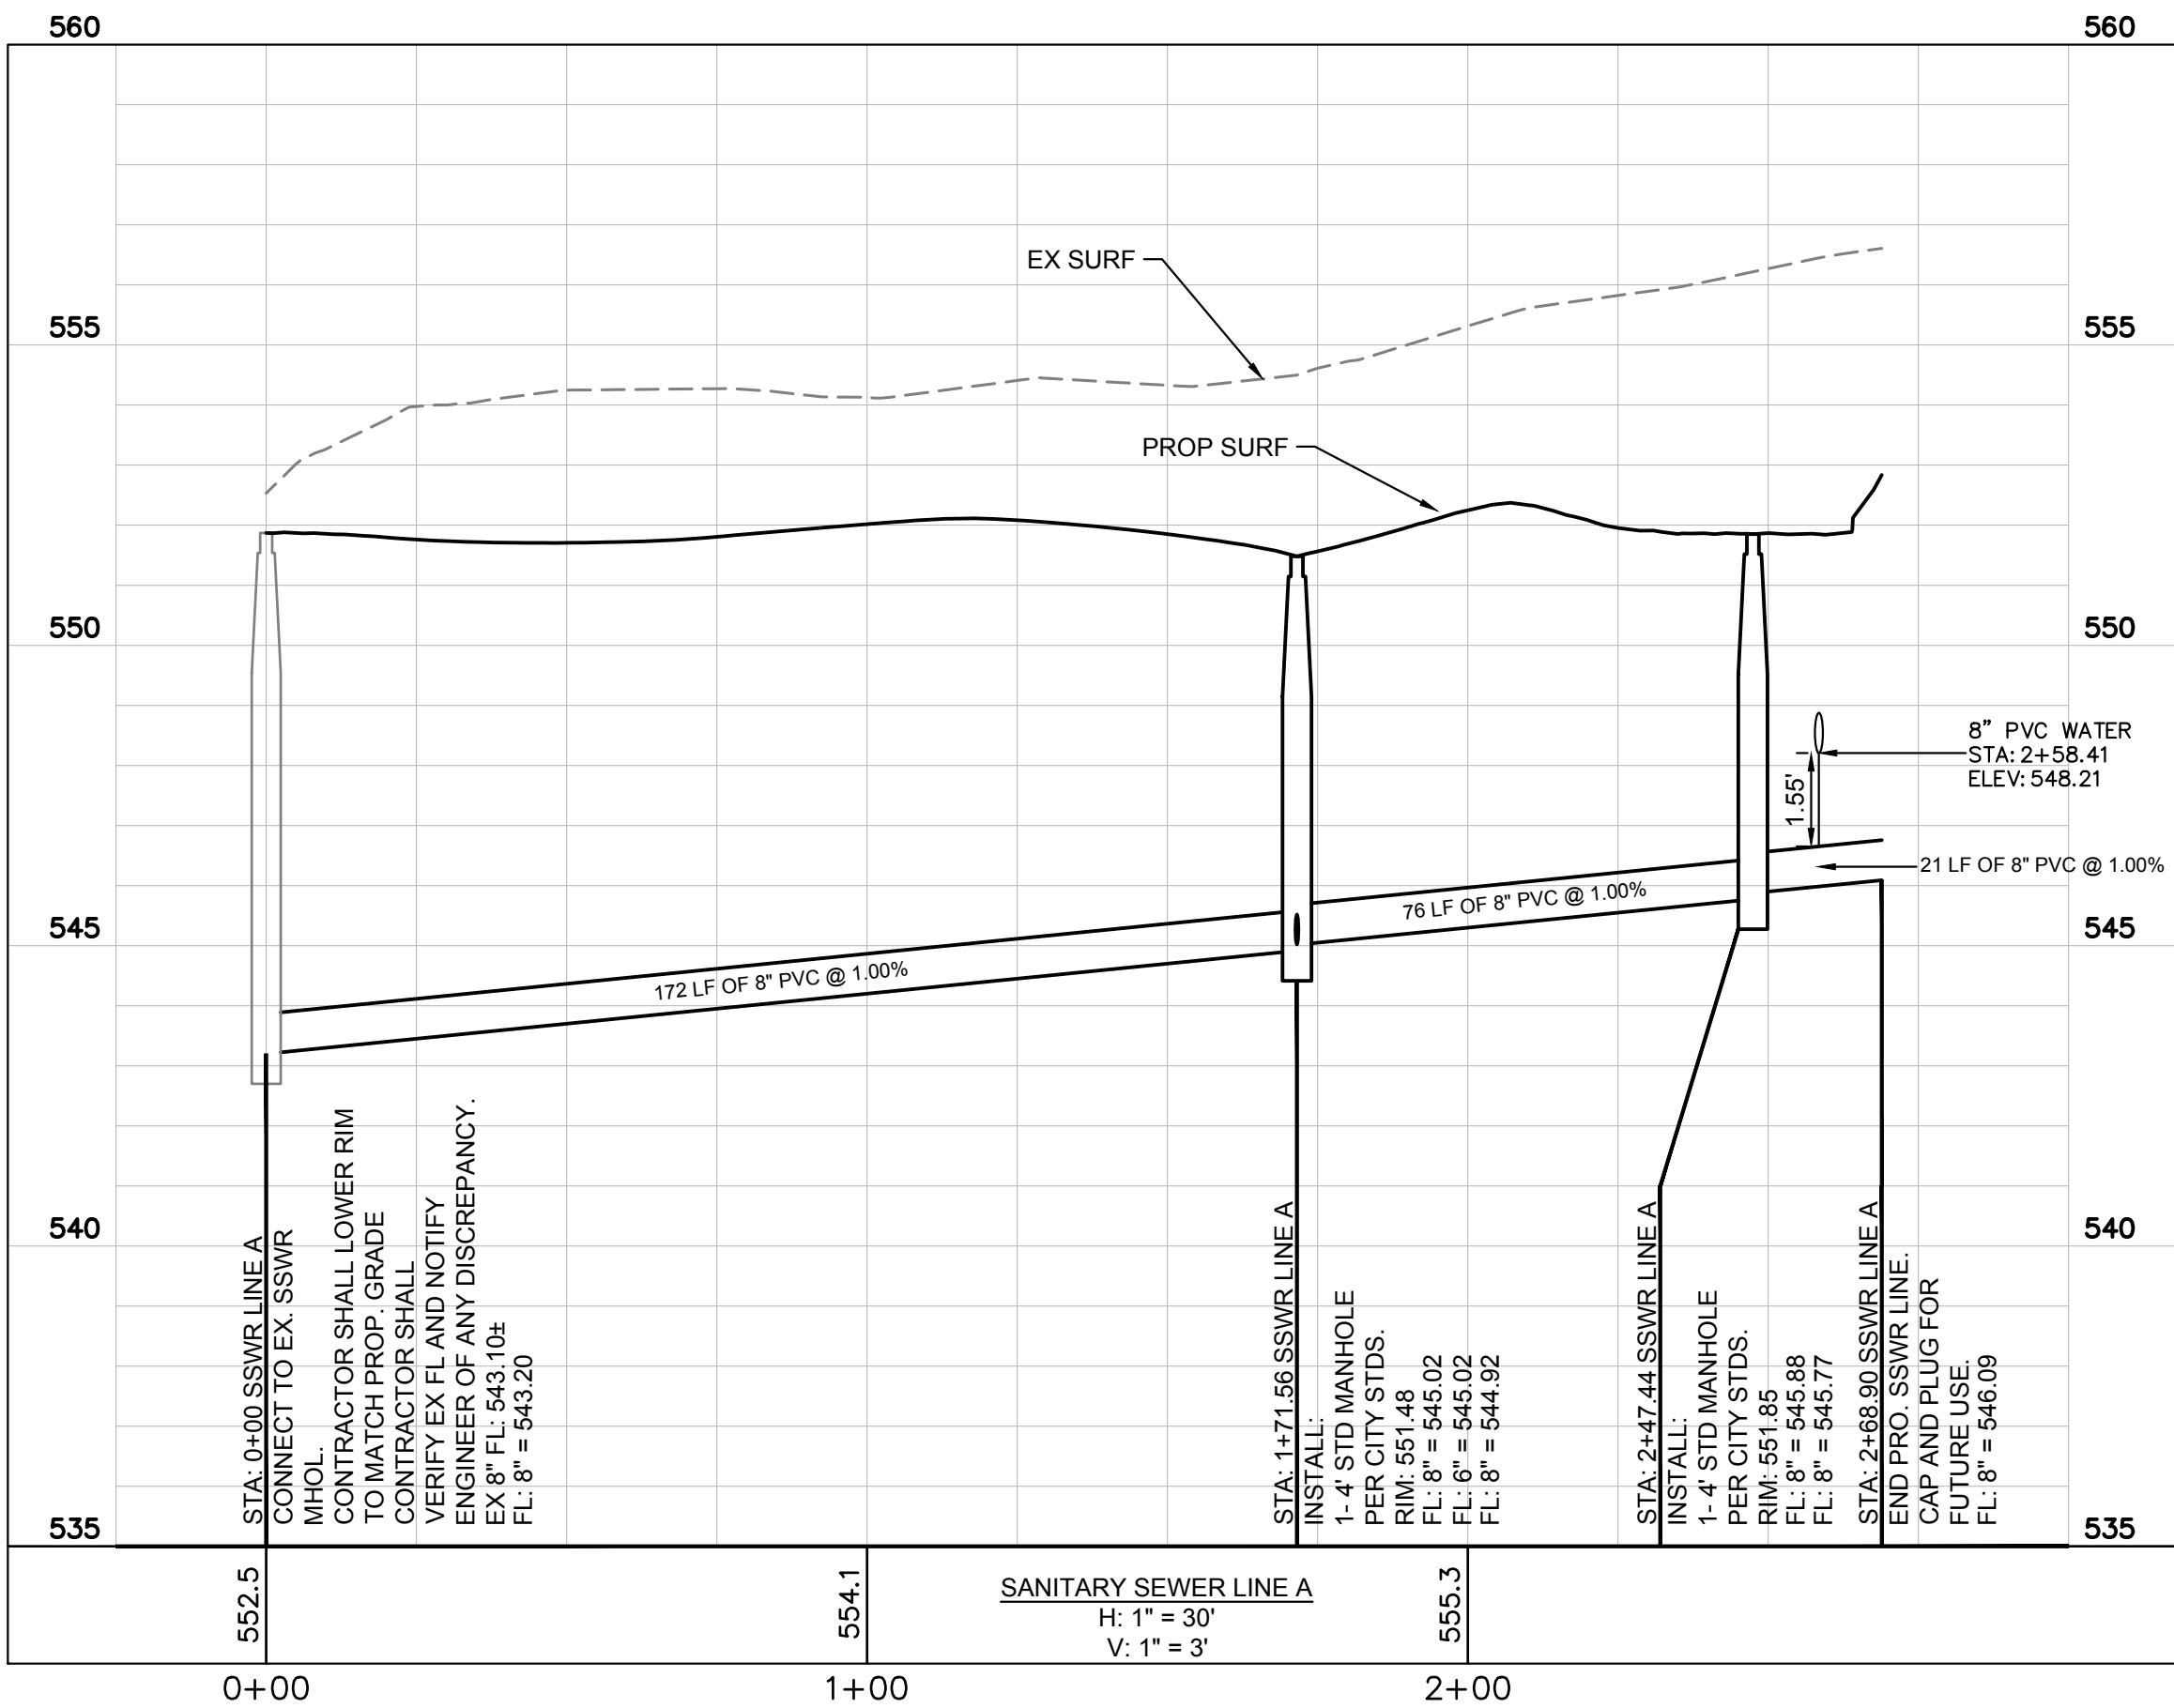 560
560
EX SURF
555
555
PROP SURF
550
550
8" PVC WATER
STA: 2+58.41
ELEV: 548.21
1.55'
21 LF OF 8" PVC @ 1.00%
76 LF OF 8" PVC @ 1.00%
545
545
172 LF OF 8" PVC @ 1.00%
540
540
STA: 0+00 SSWR LINE A
CONNECT TO EX. SSWR
MHOL.
CONTRACTOR SHALL LOWER RIM
TO MATCH PROP. GRADE
CONTRACTOR SHALL
VERIFY EX FL AND NOTIFY
ENGINEER OF ANY DISCREPANCY.
EX 8" FL: 543.10±
FL: 8" = 543.20
STA: 1+71.56 SSWR LINE A
INSTALL:
1- 4' STD MANHOLE
PER CITY STDS.
RIM: 551.48
FL: 8" = 545.02
FL: 6" = 545.02
FL: 8" = 544.92
STA: 2+47.44 SSWR LINE A
INSTALL:
1- 4' STD MANHOLE
PER CITY STDS.
RIM: 551.85
FL: 8" = 545.88
FL: 8" = 545.77
STA: 2+68.90 SSWR LINE A
END PRO. SSWR LINE.
CAP AND PLUG FOR
FUTURE USE.
FL: 8" = 546.09
535
535
552.5
554.1
555.3
SANITARY SEWER LINE A
H: 1" = 30'
V: 1" = 3'
0+00
1+00
2+00